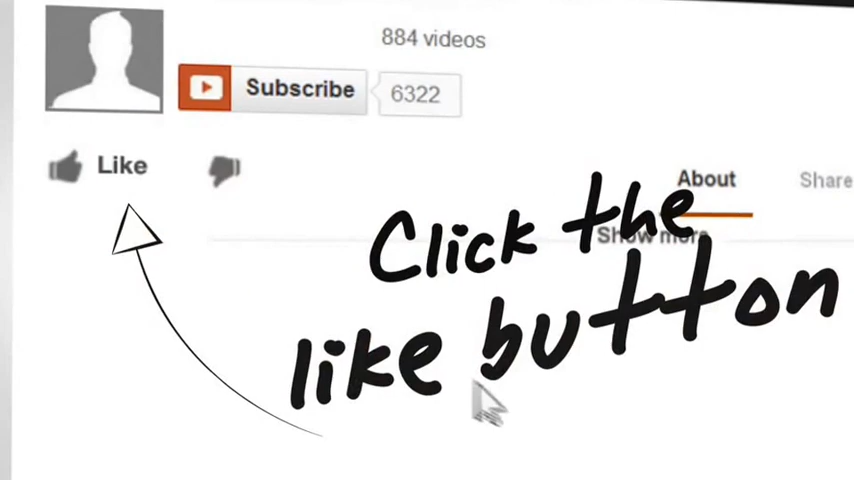 884 videos
Subscribe 6322
Like
About Share
Show more
Click the
like button